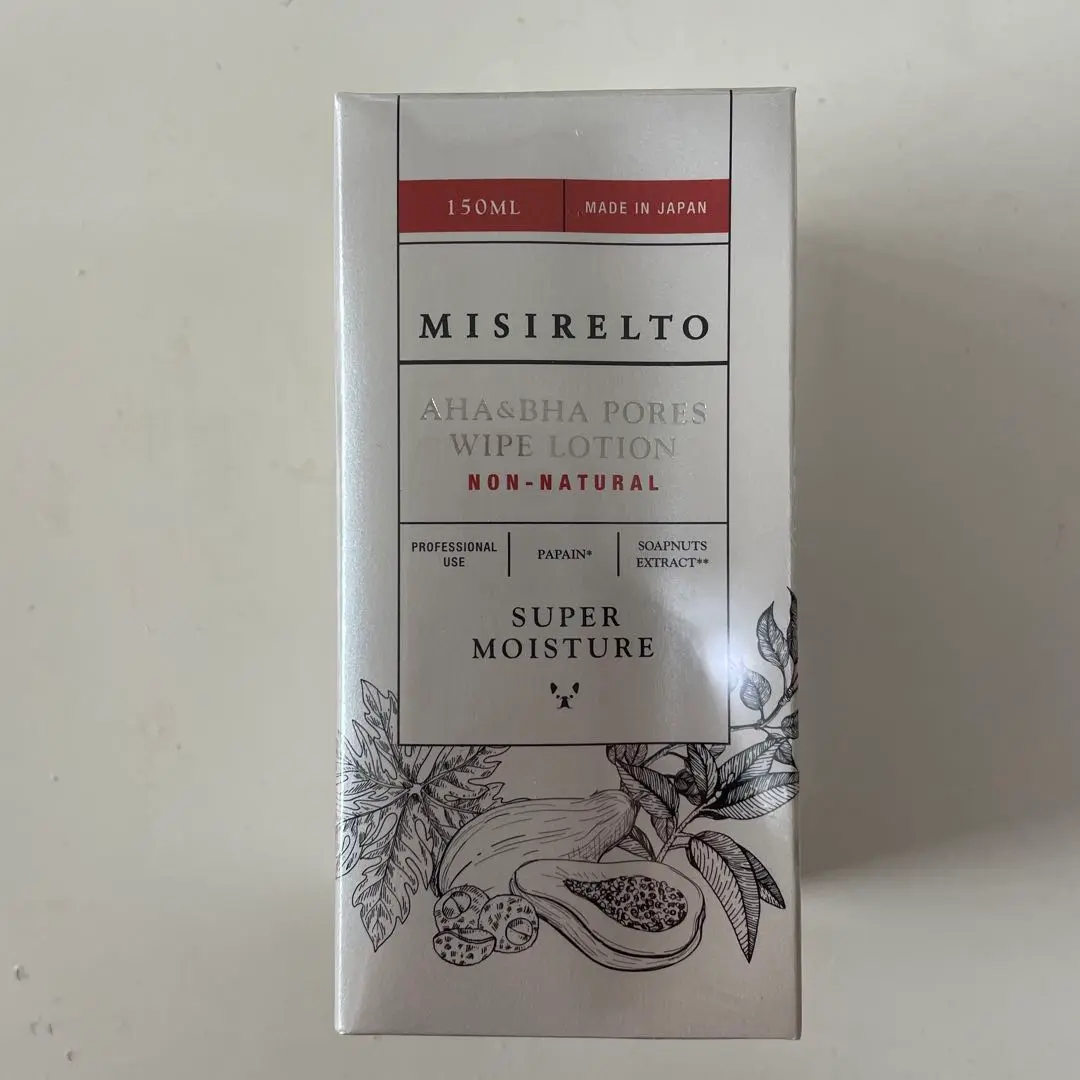 150ML
MADE IN JAPAN
MISIRELTO
AHA&BHA PORES
WIPE LOTION
NON-NATURAL
PROFESSIONAL
USE
PAPAIN*
SOAPNUTS
EXTRACT**
SUPER
MOISTURE